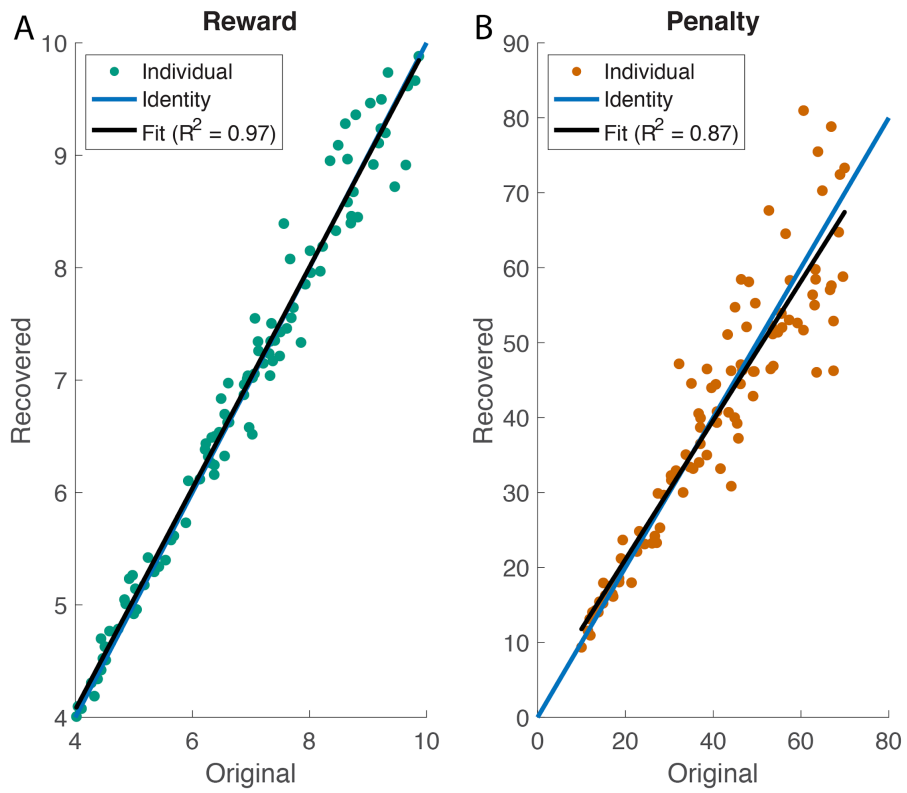 A
Reward
10
9
8
7
6
5
4
4
6
8
10
Recovered
Original
Individual
Identity
Fit (R² = 0.97)
B
Penalty
90
80
70
60
50
40
30
20
10
0
0
20
40
60
80
Recovered
Original
Individual
Identity
Fit (R² = 0.87)